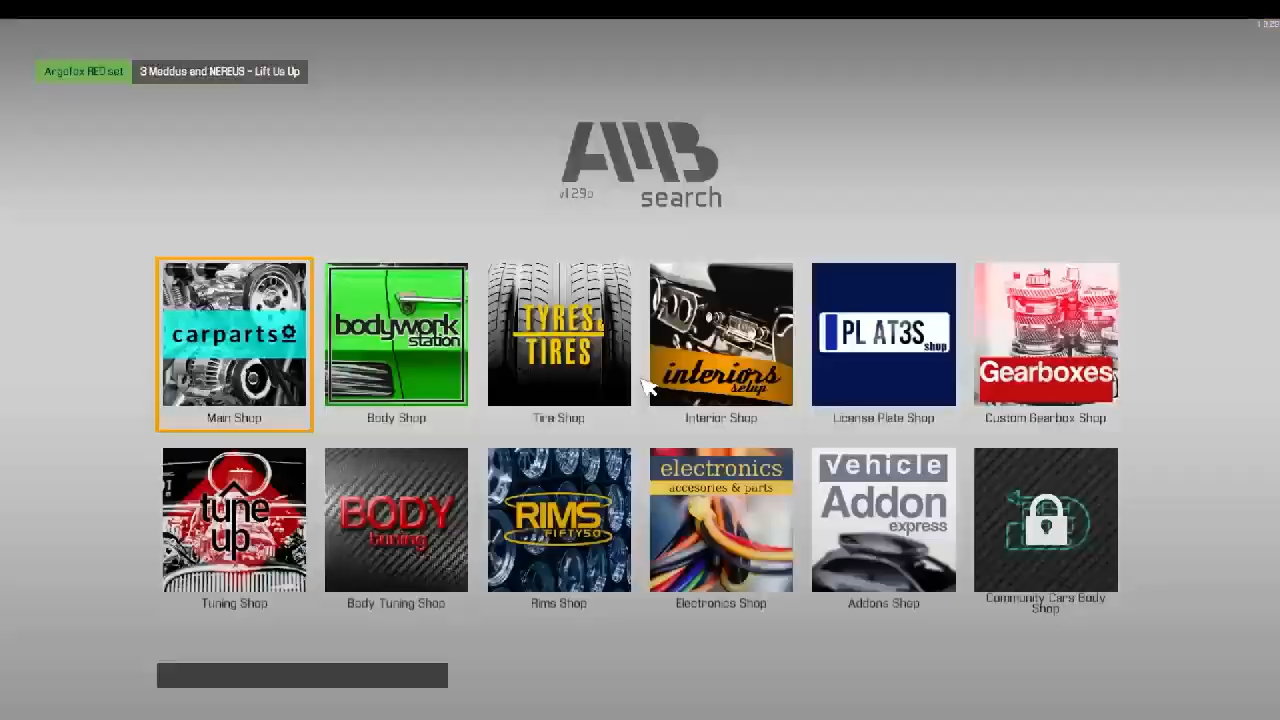 Argofox RED set 3 Maddus and NEREUS - Lift Us Up
AMB
search
carparts
Main Shop
bodywork
station
Body Shop
TYRES &
TIRES
Tire Shop
interiors
setup
Interior Shop
PL AT3S
shop
License Plate Shop
Gearboxes
Custom Gearbox Shop
tune
up
Tuning Shop
BODY
tuning
Body Tuning Shop
RIMS
FIFTY50
Rims Shop
electronics
accesories & parts
Electronics Shop
vehicle
Addon
express
Addons Shop
Community Cars Body
Shop